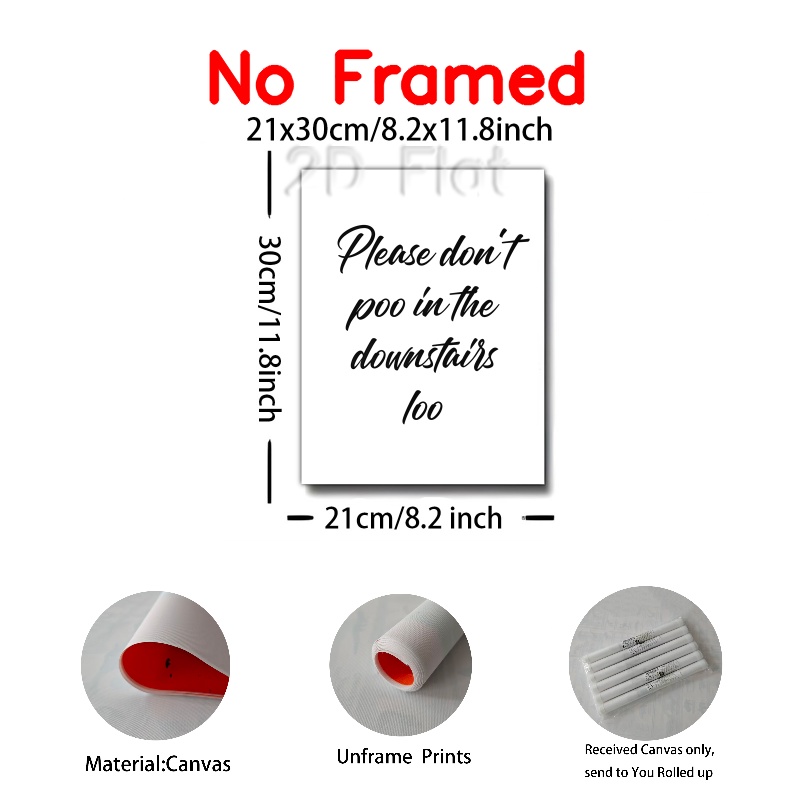 No Framed
21x30cm/8.2x11.8inch
2D Flat
30cm/11.8inch
Please don't
poo in the
downstairs
loo
21cm/8.2 inch
Material:Canvas
Unframe Prints
Received Canvas only,
send to You Rolled up